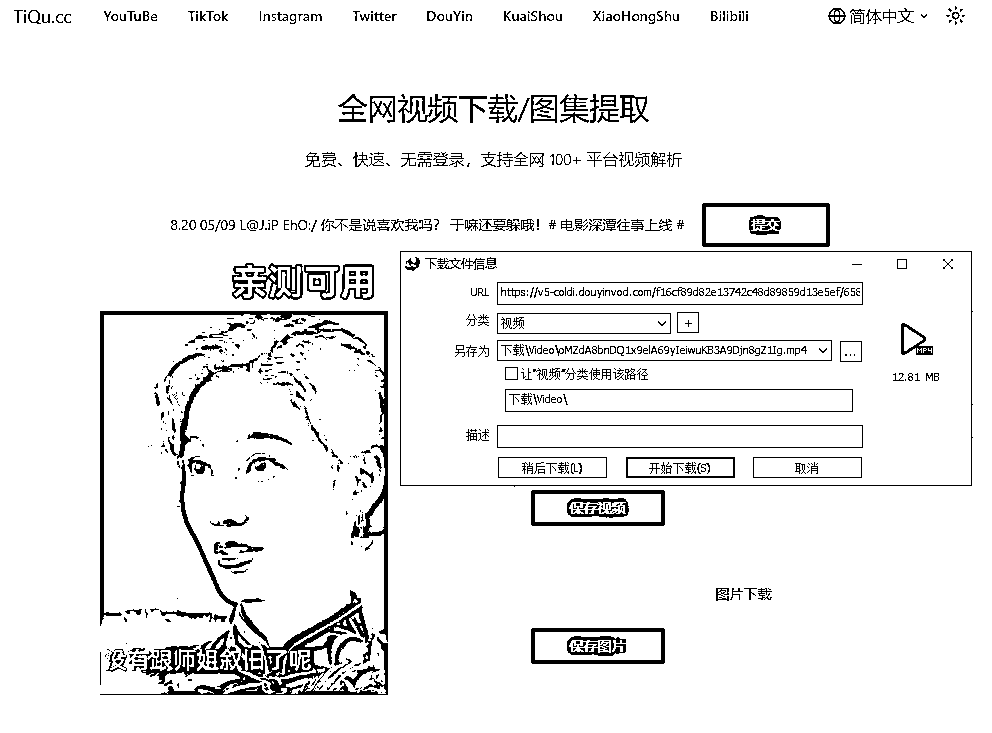 TiQu.cc YouTuBe TikTok Instagram Twitter DouYin KuaiShou XiaoHongShu Bilibili 简体中文
全网视频下载/图集提取
免费、快速、无需登录，支持全网 100+ 平台视频解析
8.20 05/09 L@J.iP EhO:/ 你不是说喜欢我吗? 干嘛还要躲哦! # 电影深潭往事上线 #
提交
亲测可用
下载文件信息
URL https://v5-coldi.douyinvod.com/f16cf89d82e13742c48d89859d13e5ef/658
分类 视频 +
另存为 下载\Video\oMZdA8bnDQ1x9elA69yIeiwuKB3A9Djn8gZ1Ig.mp4 ...
MP4
12.81 MB
让"视频"分类使用该路径
下载\Video\
描述
稍后下载(L) 开始下载(S) 取消
保存视频
图片下载
保存图片
没有跟师姐叙旧了呢